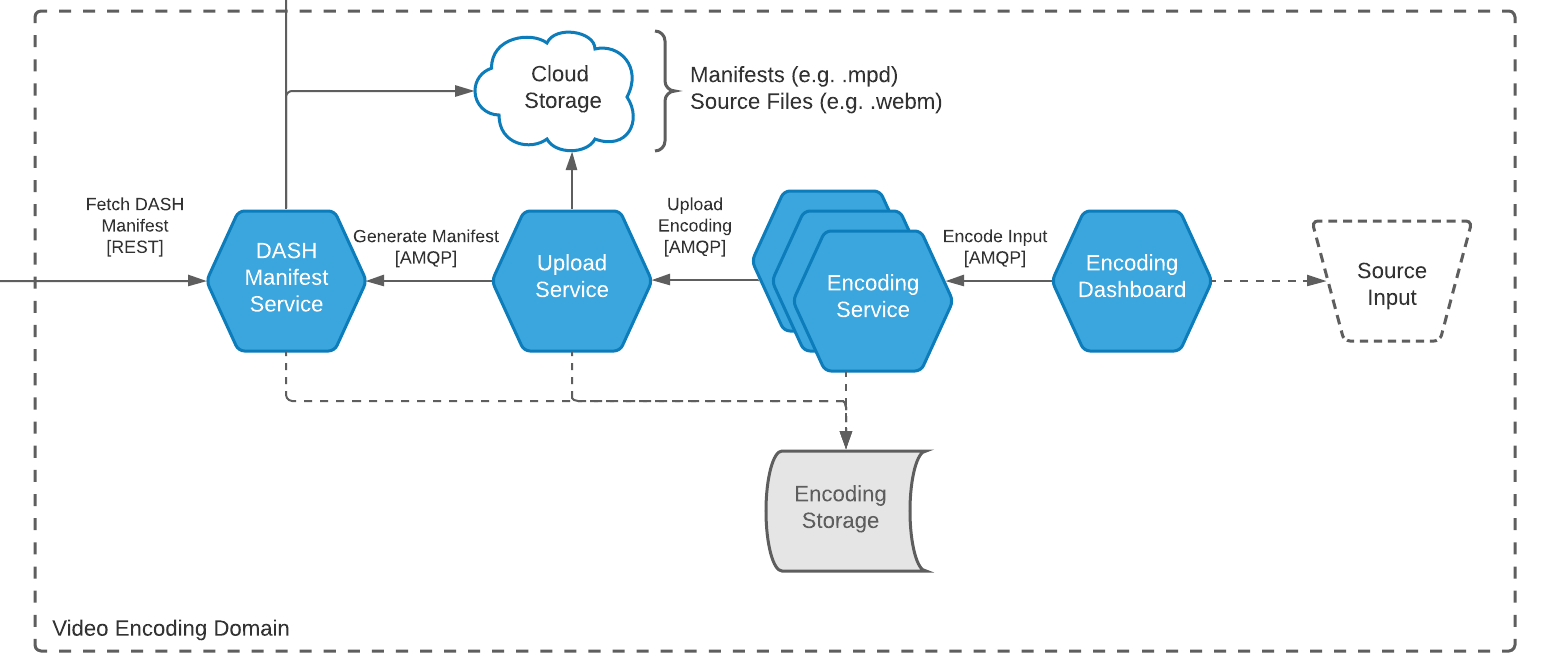 Cloud
Storage
Manifests (e.g. .mpd)
Source Files (e.g. .webm)
Fetch DASH
Manifest
[REST]
DASH
Manifest
Service
Generate Manifest
[AMQP]
Upload
Service
Upload
Encoding
[AMQP]
Encoding
Service
Encode Input
[AMQP]
Encoding
Dashboard
Source
Input
Encoding
Storage
Video Encoding Domain